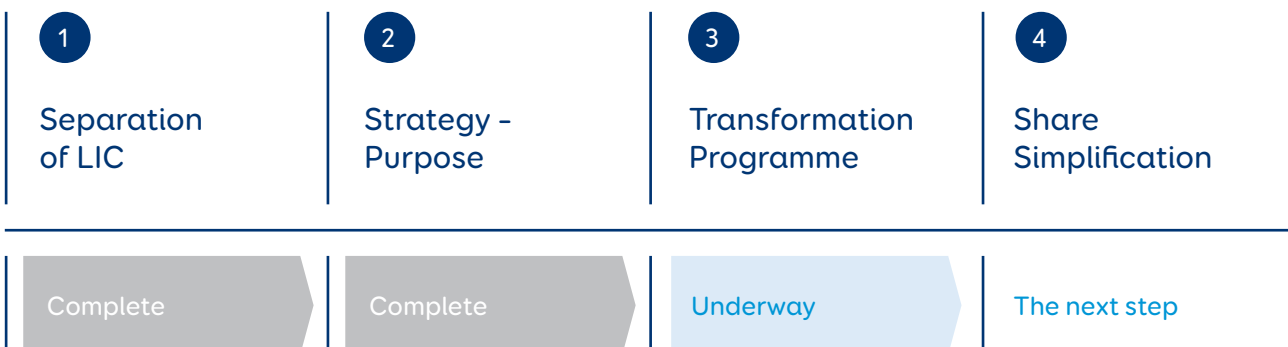 1
Separation
of LIC
2
Strategy –
Purpose
3
Transformation
Programme
4
Share
Simplification
Complete
Complete
Underway
The next step